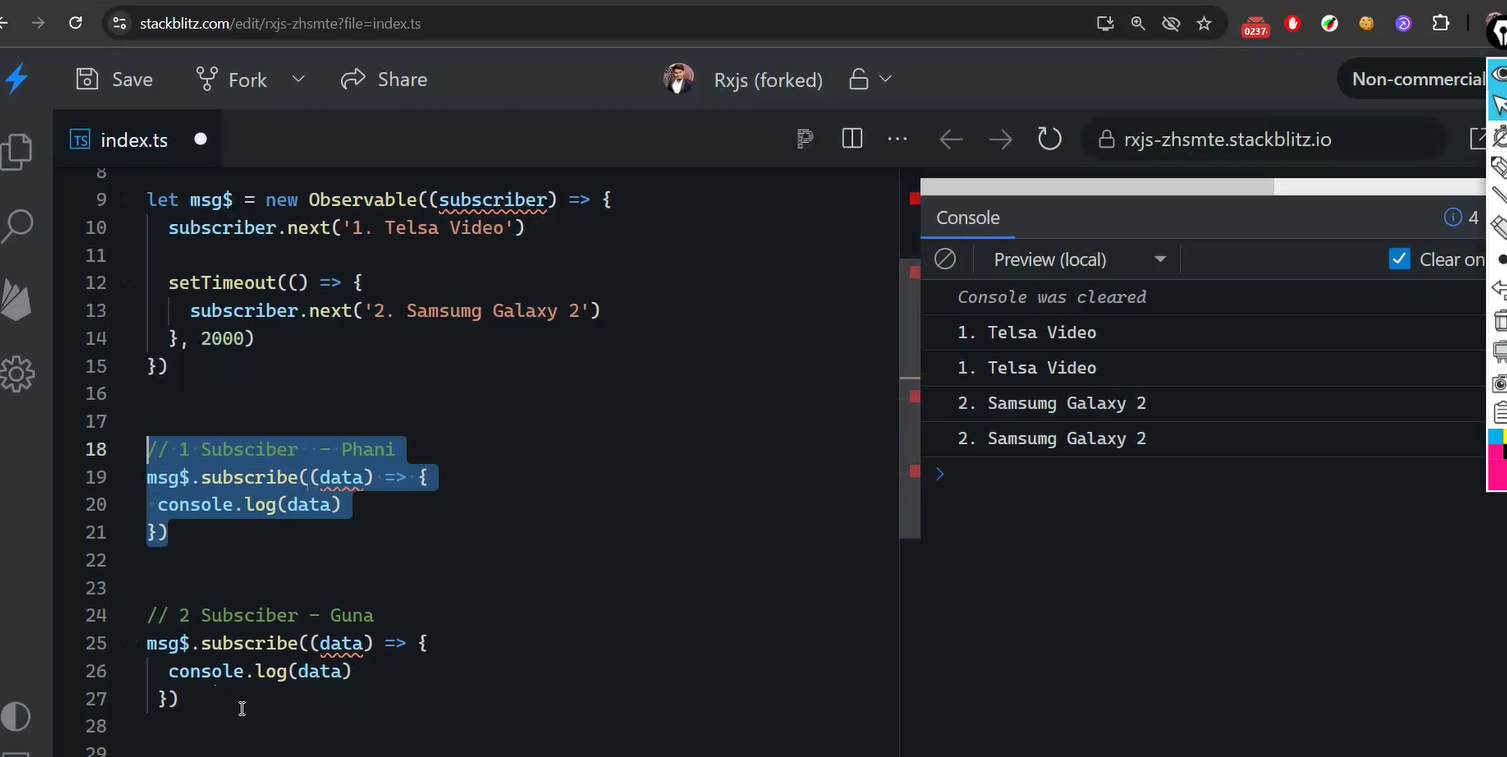 stackblitz.com/edit/rxjs-zhsmte?file=index.ts
0237
Save Fork Share Rxjs (forked) Non-commercial
TS index.ts rxjs-zhsmte.stackblitz.io
8
9 let msg$ = new Observable((subscriber) => {
10 subscriber.next('1. Telsa Video')
11
12 setTimeout(() => {
13 subscriber.next('2. Samsumg Galaxy 2')
14 }, 2000)
15 })
16
17
18 // 1 Subsciber - Phani
19 msg$.subscribe((data) => {
20 console.log(data)
21 })
22
23
24 // 2 Subsciber - Guna
25 msg$.subscribe((data) => {
26 console.log(data)
27 })
28
29
Console 4
Preview (local) Clear on
Console was cleared
1. Telsa Video
1. Telsa Video
2. Samsumg Galaxy 2
2. Samsumg Galaxy 2